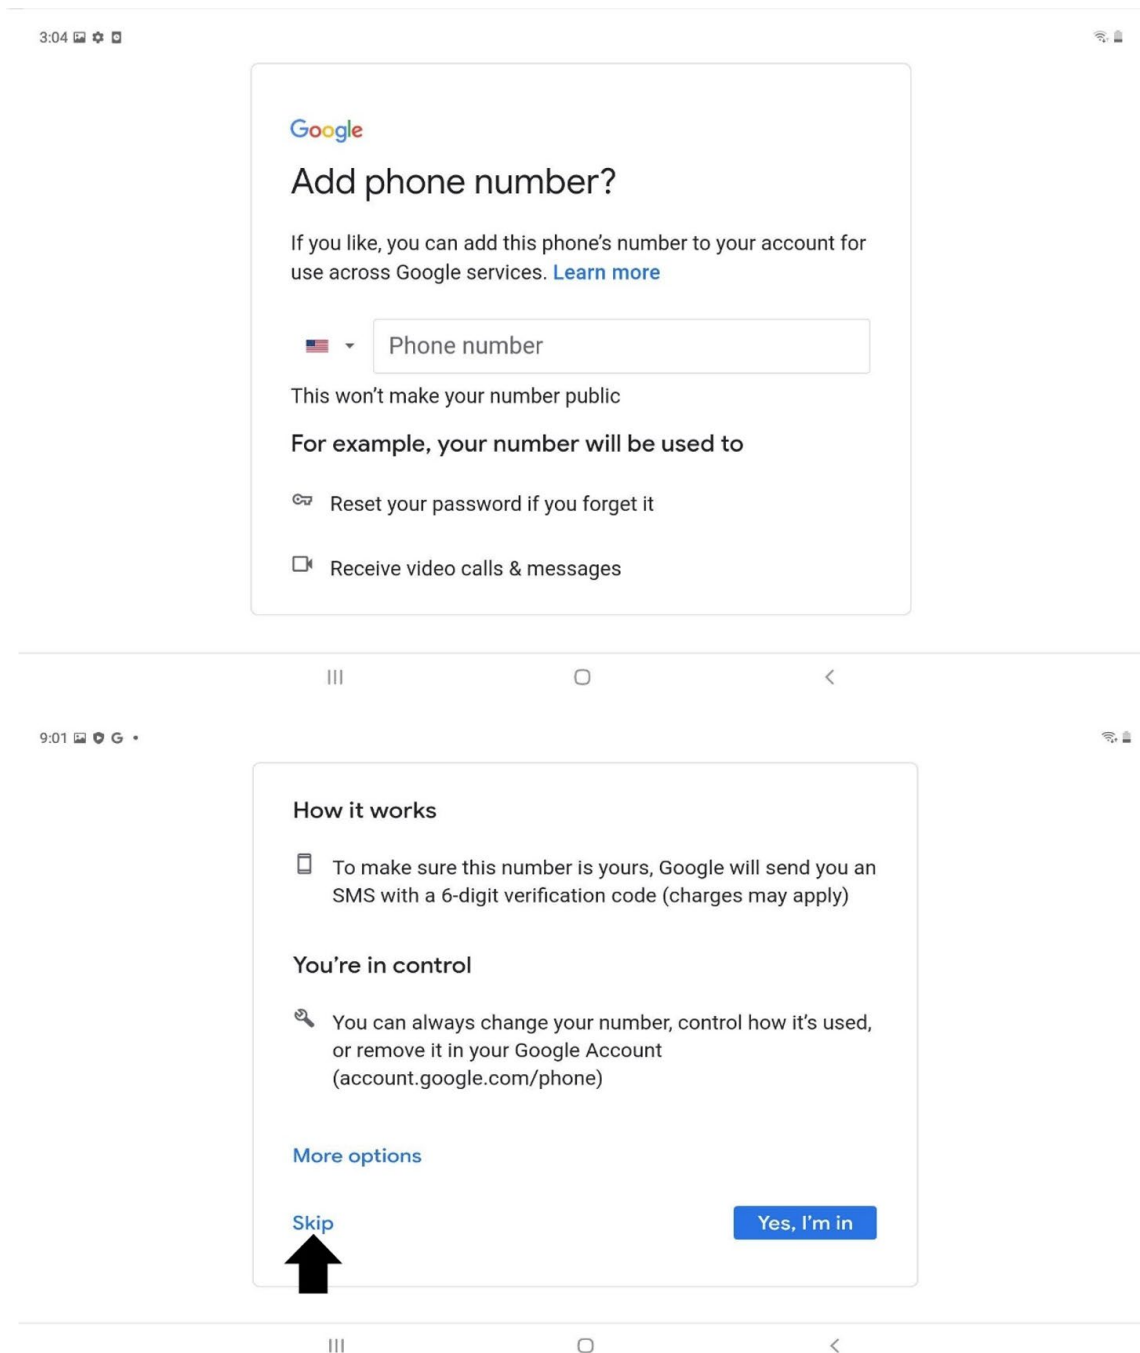 3:04
Google
Add phone number?
If you like, you can add this phone's number to your account for
use across Google services. Learn more
Phone number
This won't make your number public
For example, your number will be used to
Reset your password if you forget it
Receive video calls & messages
9:01 G
How it works
To make sure this number is yours, Google will send you an
SMS with a 6-digit verification code (charges may apply)
You're in control
You can always change your number, control how it's used,
or remove it in your Google Account
(account.google.com/phone)
More options
Skip
Yes, I'm in